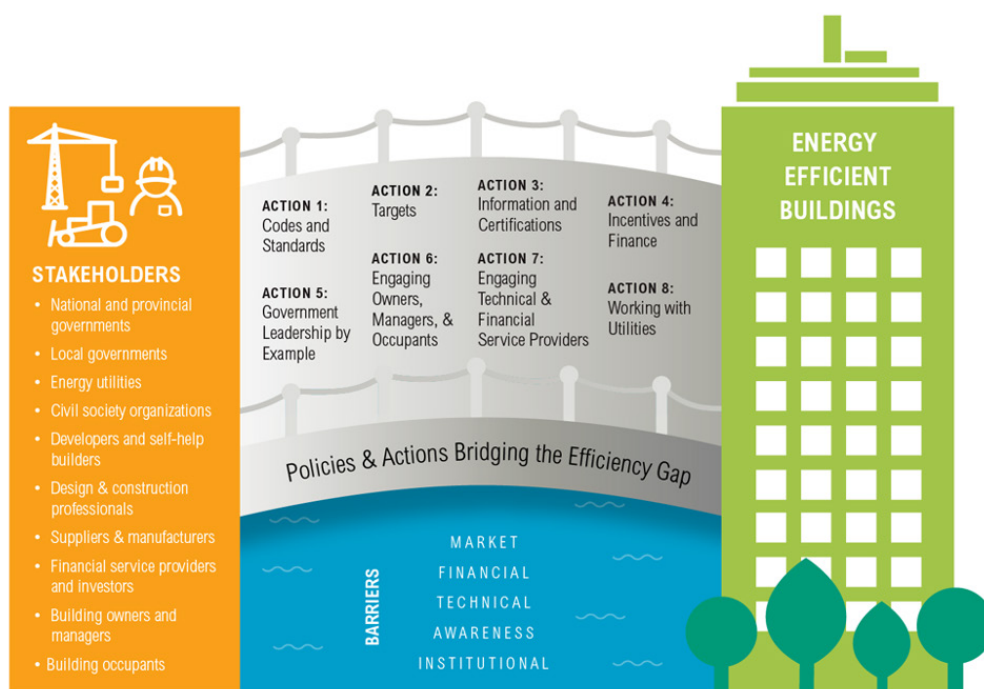 STAKEHOLDERS
• National and provincial
governments
• Local governments
• Energy utilities
• Civil society organizations
• Developers and self-help
builders
• Design & construction
professionals
• Suppliers & manufacturers
• Financial service providers
and investors
• Building owners and
managers
• Building occupants
ACTION 1:
Codes and
Standards
ACTION 2:
Targets
ACTION 3:
Information and
Certifications
ACTION 4:
Incentives and
Finance
ACTION 5:
Government
Leadership by
Example
ACTION 6:
Engaging
Owners,
Managers, &
Occupants
ACTION 7:
Engaging
Technical &
Financial
Service Providers
ACTION 8:
Working with
Utilities
Policies & Actions Bridging the Efficiency Gap
BARRIERS
MARKET
FINANCIAL
TECHNICAL
AWARENESS
INSTITUTIONAL
ENERGY
EFFICIENT
BUILDINGS